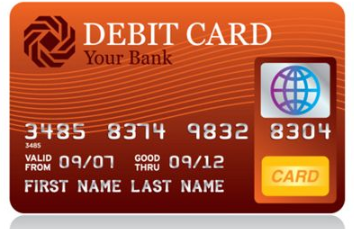 DEBIT CARD
Your Bank
3485 8374 9832 8304
3485
VALID FROM 09/07 GOOD THRU 09/12
FIRST NAME LAST NAME
CARD